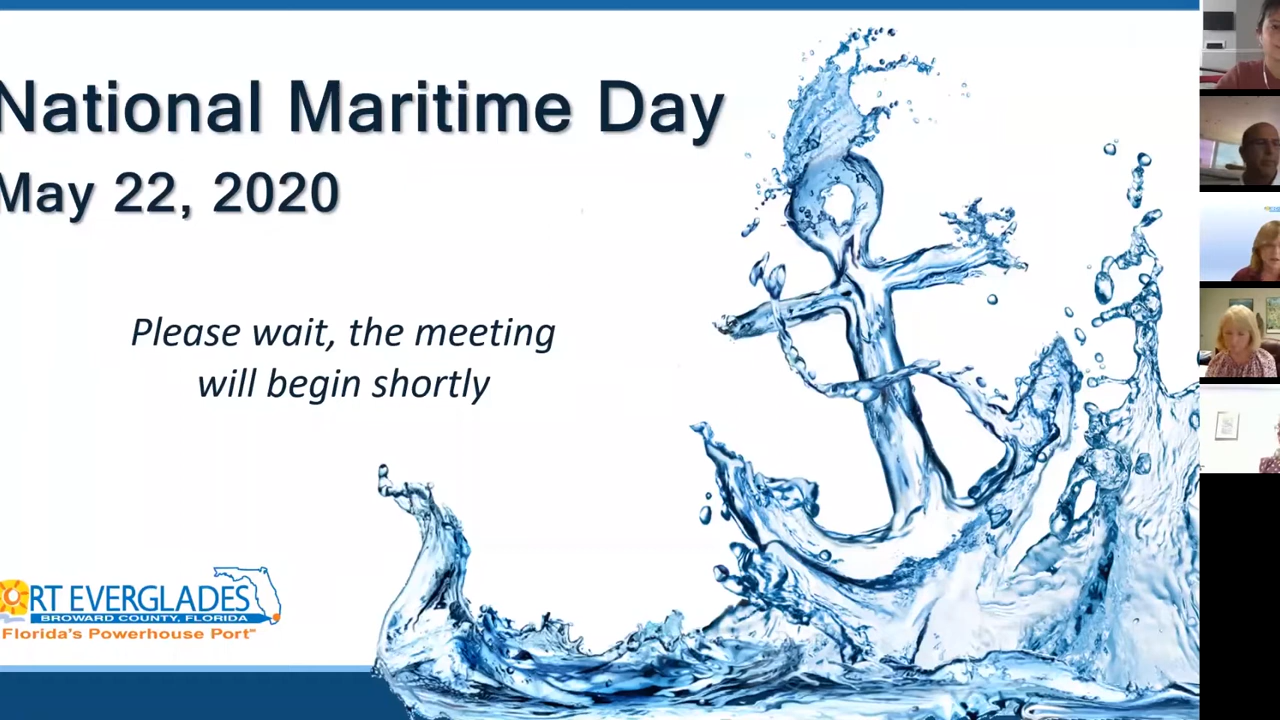 National Maritime Day
May 22, 2020
Please wait, the meeting
will begin shortly
ORT EVERGLADES
BROWARD COUNTY, FLORIDA
Florida's Powerhouse Port